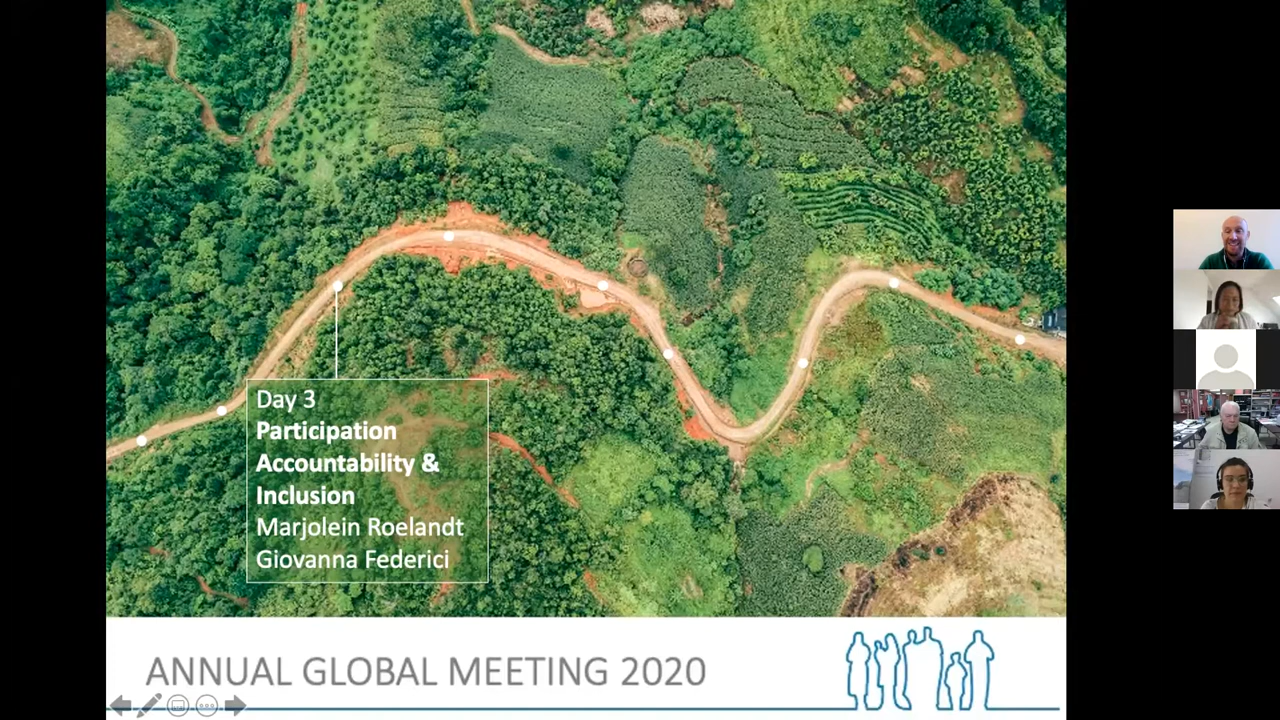 Day 3
Participation
Accountability &
Inclusion
Marjolein Roelandt
Giovanna Federici
ANNUAL GLOBAL MEETING 2020